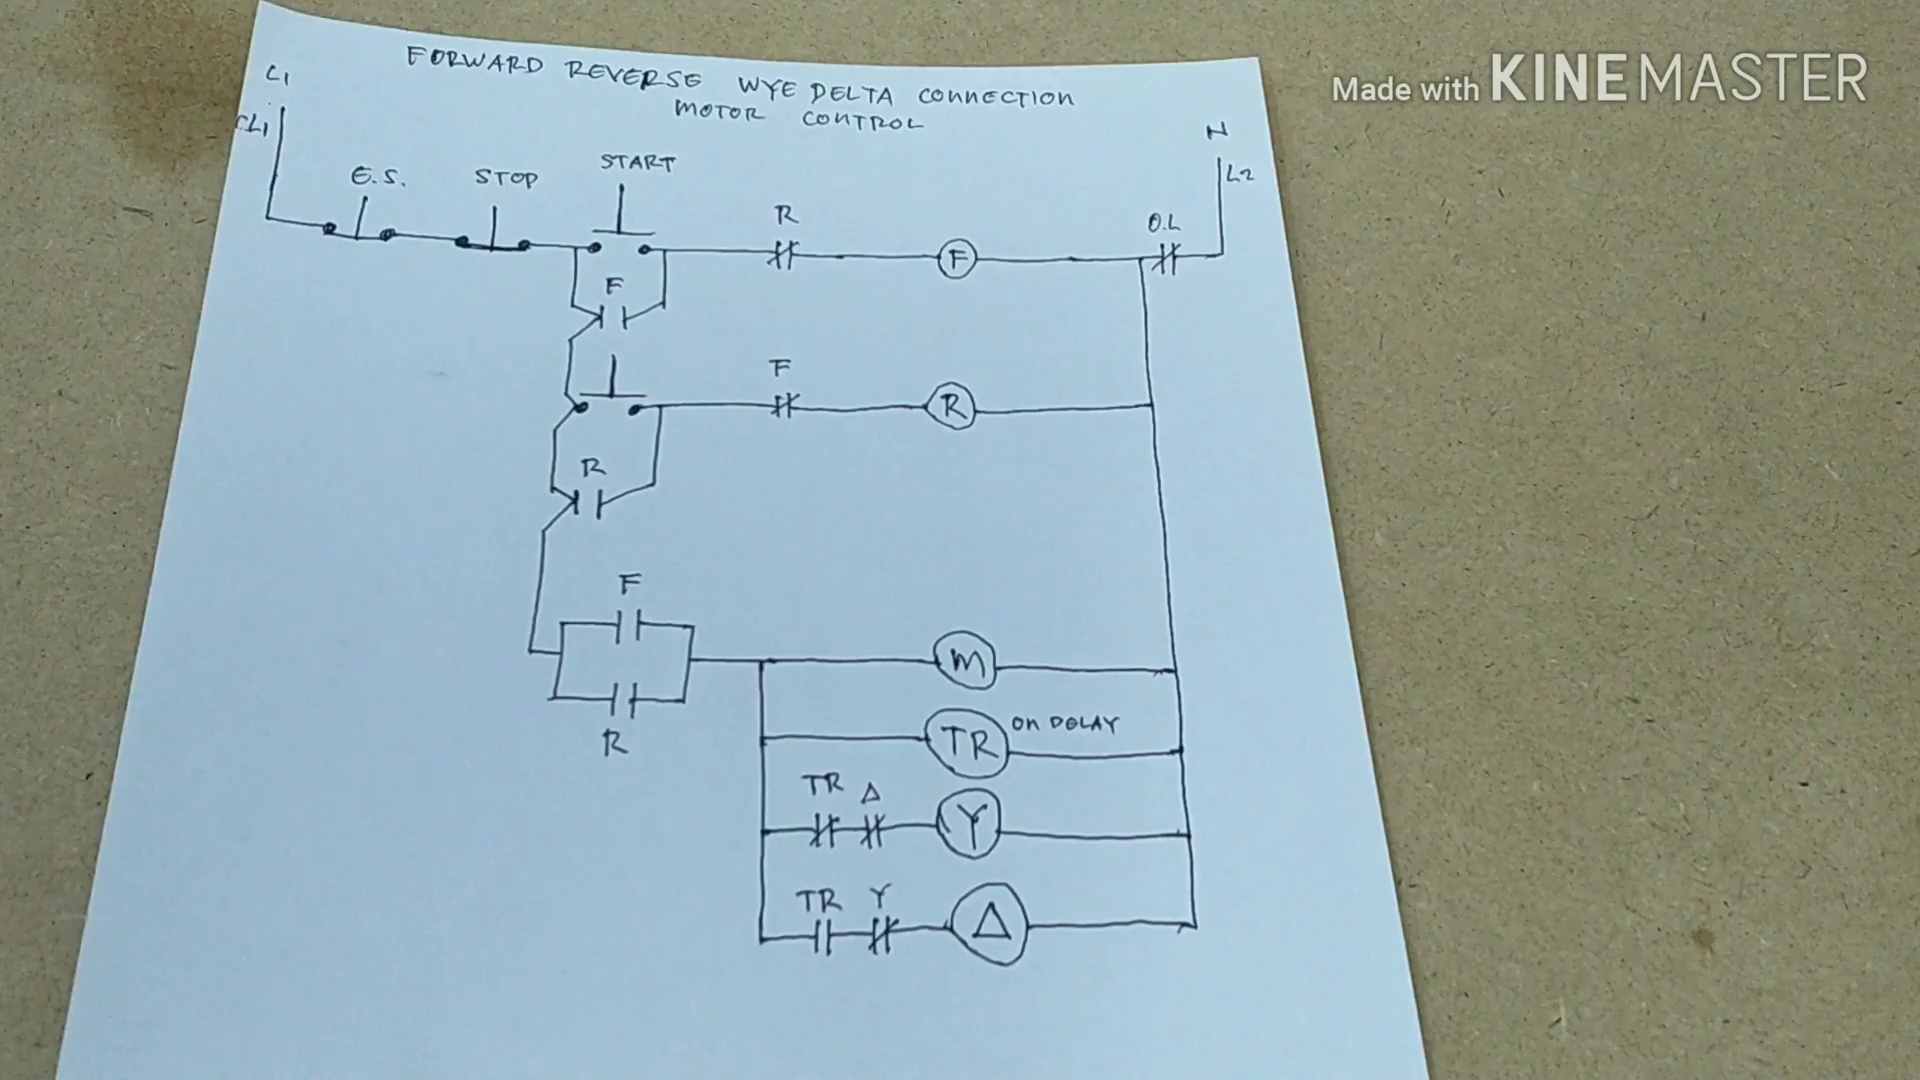 Made with KINEMASTER
FORWARD REVERSE WYE DELTA CONNECTION
MOTOR CONTROL
L1
CL1
N
L2
E.S.
STOP
START
R
F
O.L
F
F
R
R
F
M
R
TR
ON DELAY
TR Δ
Y
TR Y
Δ